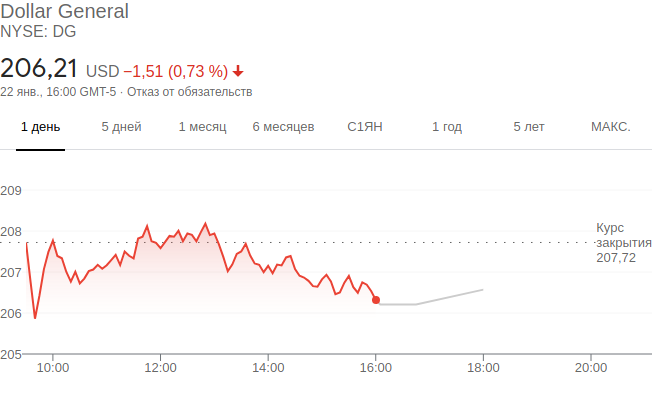 Dollar General
NYSE: DG
206,21 USD −1,51 (0,73 %)
22 янв., 16:00 GMT-5 · Отказ от обязательств
1 день 5 дней 1 месяц 6 месяцев С1ЯН 1 год 5 лет МАКС.
209
208
207
206
205
Курс
закрытия
207,72
10:00 12:00 14:00 16:00 18:00 20:00